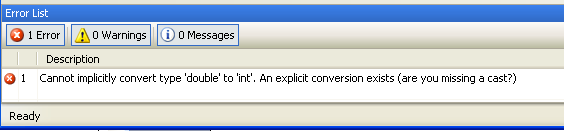 Error List
1 Error 0 Warnings 0 Messages
Description
1 Cannot implicitly convert type 'double' to 'int'. An explicit conversion exists (are you missing a cast?)
Ready